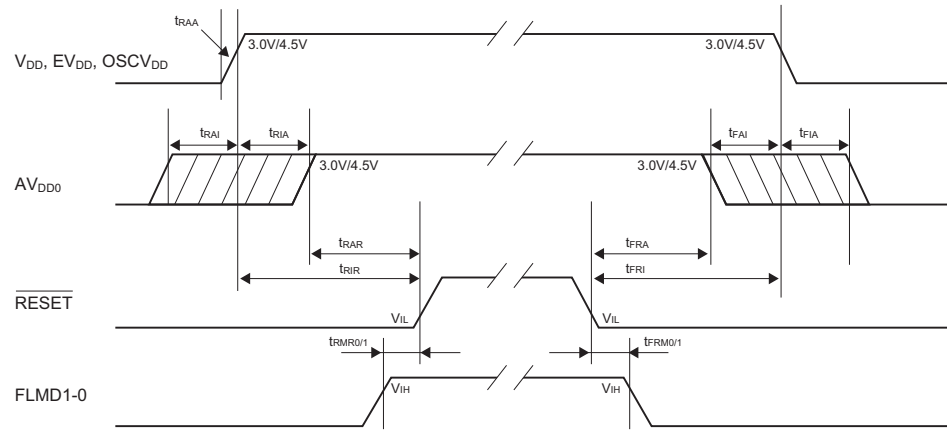 tRAA
3.0V/4.5V 3.0V/4.5V
VDD, EVDD, OSCVDD
tRAI tRIA tFAI tFIA
3.0V/4.5V 3.0V/4.5V
AVDD0
tRAR tFRA
tRIR tFRI
RESET
VIL VIL
tRMR0/1 tFRM0/1
VIH VIH
FLMD1-0